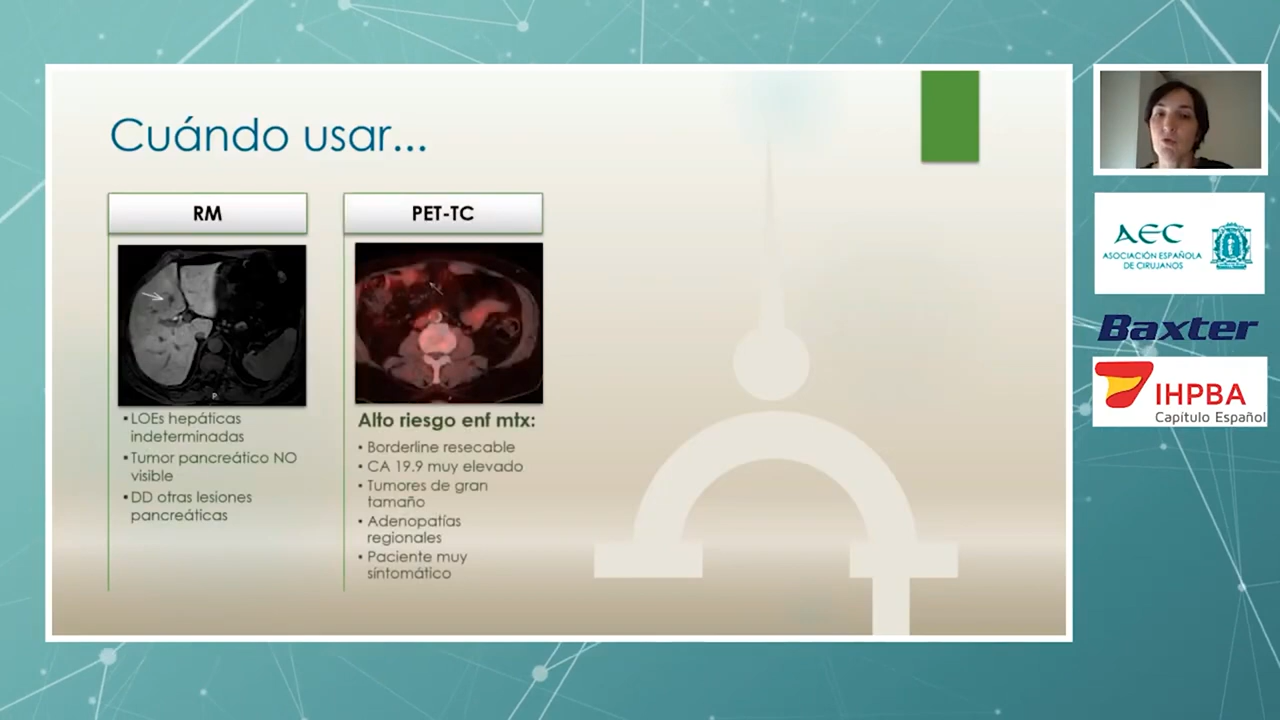 Cuándo usar...
RM
•LOEs hepáticas
indeterminadas
•Tumor pancreático NO
visible
•DD otras lesiones
pancreáticas
PET-TC
Alto riesgo enf mtx:
• Borderline resecable
• CA 19.9 muy elevado
• Tumores de gran
tamaño
• Adenopatías
regionales
• Paciente muy
síntomático
AEC
ASOCIACIÓN ESPAÑOLA
DE CIRUJANOS
Baxter
IHPBA
Capítulo Español